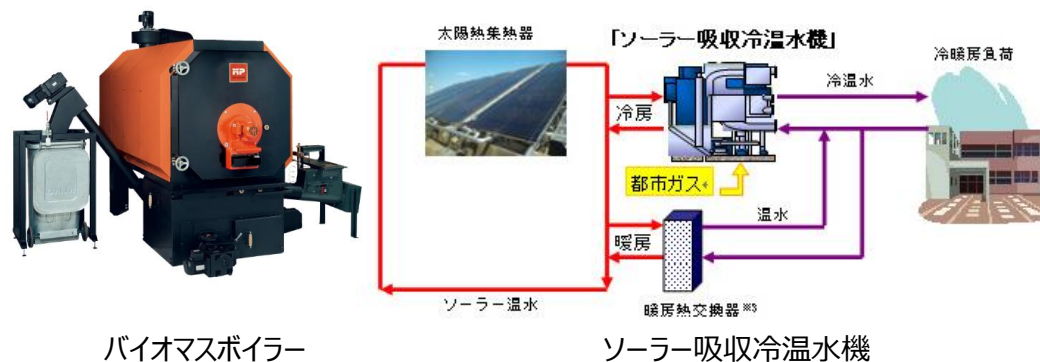 太陽熱集熱器
「ソーラー吸収冷温水機」
冷暖房負荷
冷温水
冷房
都市ガス*
温水
暖房
ソーラー温水
暖房熱交換器※3
バイオマスボイラー
ソーラー吸収冷温水機